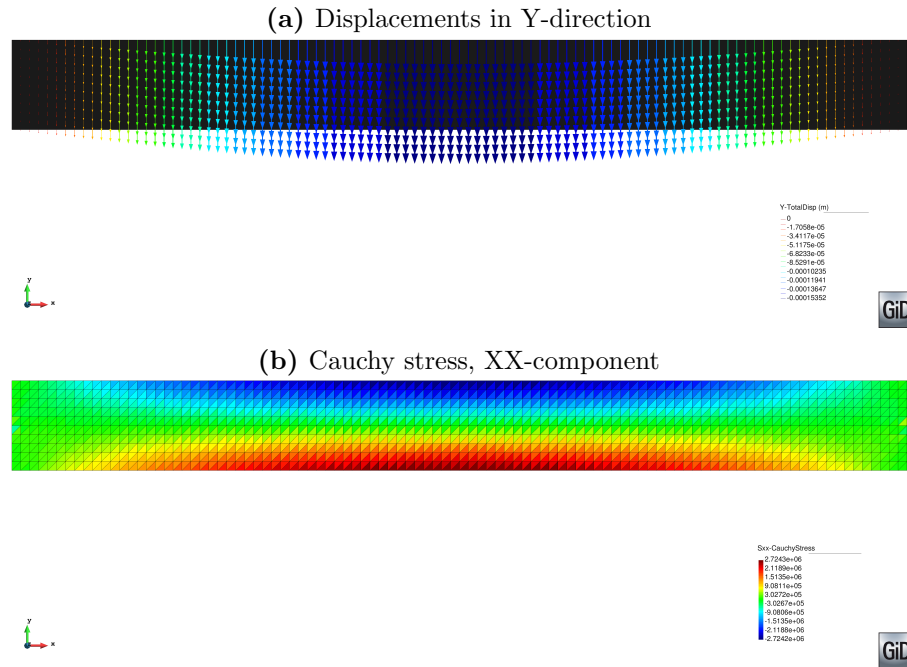 (a) Displacements in Y-direction
Y-TotalDisp (m)
0
-1.7058e-05
-3.4117e-05
-5.1175e-05
-6.8233e-05
-8.5291e-05
-0.00010235
-0.00011941
-0.00013647
-0.00015352
y
x
GiD
(b) Cauchy stress, XX-component
Sxx-CauchyStress
2.7243e+06
2.1189e+06
1.5135e+06
9.0811e+05
3.0272e+05
-3.0267e+05
-9.0806e+05
-1.5135e+06
-2.1188e+06
-2.7242e+06
y
x
GiD